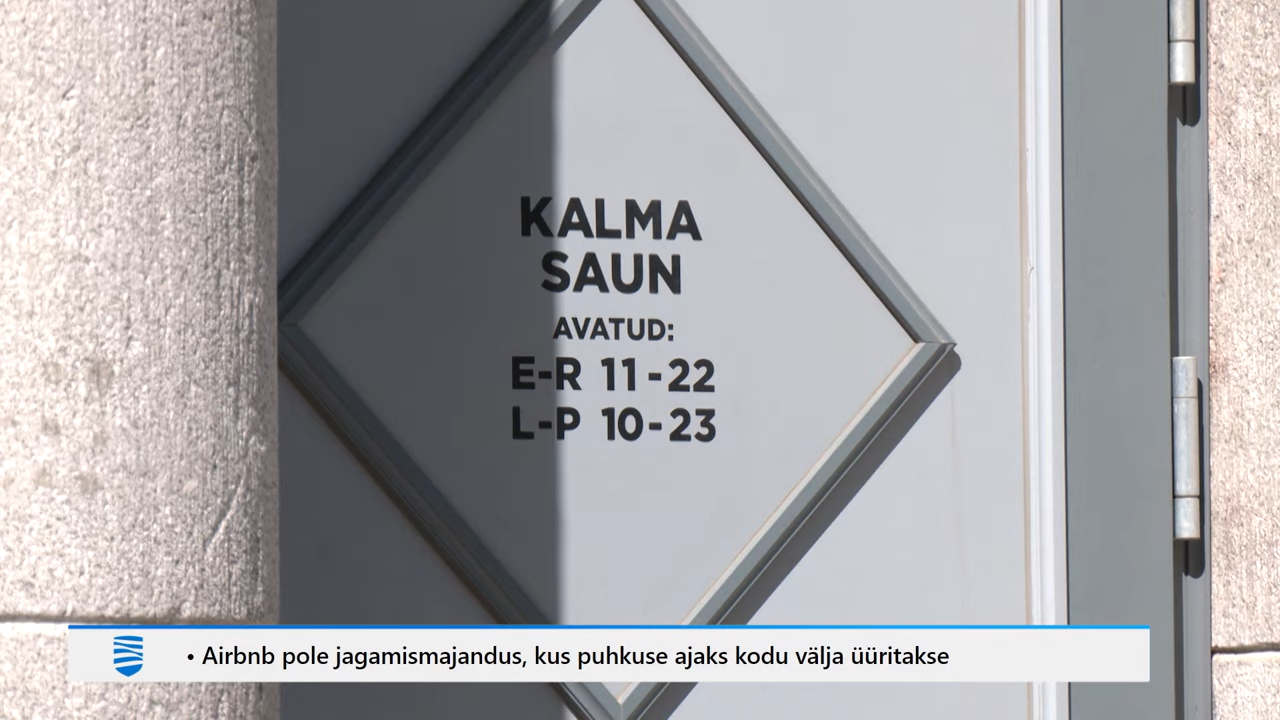 KALMA
SAUN
AVATUD:
E-R 11-22
L-P 10-23
• Airbnb pole jagamismajandus, kus puhkuse ajaks kodu välja üüritakse